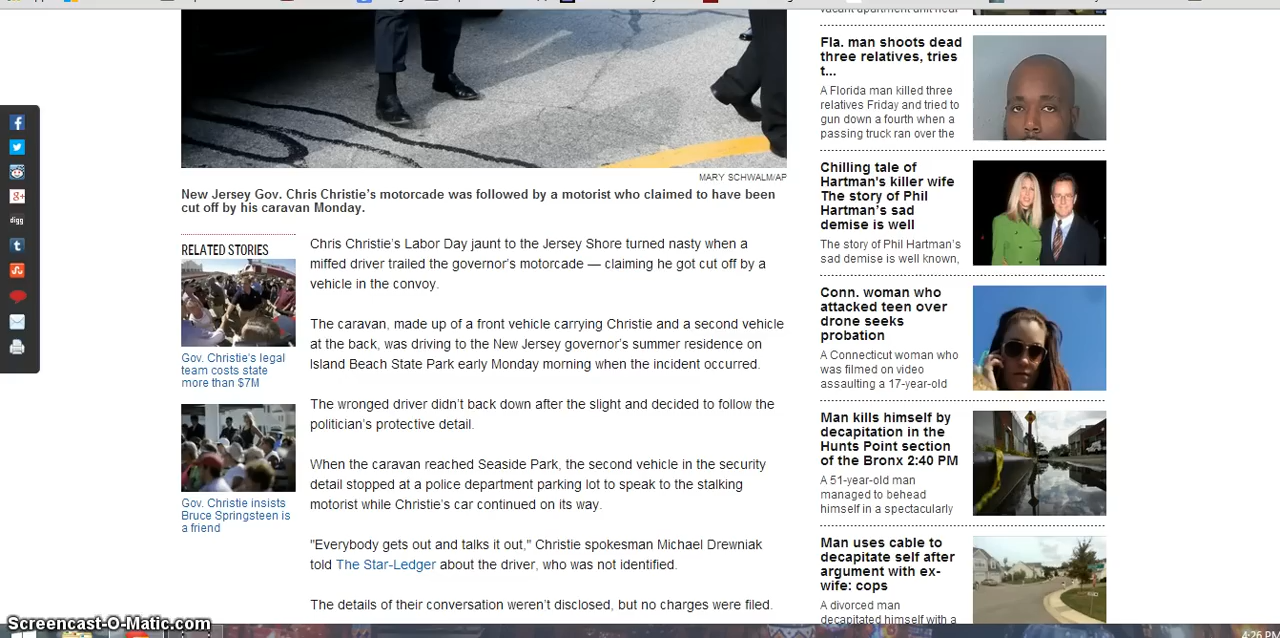 MARY SCHWALM/AP
New Jersey Gov. Chris Christie's motorcade was followed by a motorist who claimed to have been
cut off by his caravan Monday.
RELATED STORIES
Gov. Christie's legal
team costs state
more than $7M
Gov. Christie insists
Bruce Springsteen is
a friend
Chris Christie's Labor Day jaunt to the Jersey Shore turned nasty when a
miffed driver trailed the governor's motorcade — claiming he got cut off by a
vehicle in the convoy.
The caravan, made up of a front vehicle carrying Christie and a second vehicle
at the back, was driving to the New Jersey governor's summer residence on
Island Beach State Park early Monday morning when the incident occurred.
The wronged driver didn't back down after the slight and decided to follow the
politician's protective detail.
When the caravan reached Seaside Park, the second vehicle in the security
detail stopped at a police department parking lot to speak to the stalking
motorist while Christie's car continued on its way.
"Everybody gets out and talks it out," Christie spokesman Michael Drewniak
told The Star-Ledger about the driver, who was not identified.
The details of their conversation weren't disclosed, but no charges were filed.
Fla. man shoots dead
three relatives, tries
t...
A Florida man killed three
relatives Friday and tried to
gun down a fourth when a
passing truck ran over the
Chilling tale of
Hartman's killer wife
The story of Phil
Hartman's sad
demise is well
The story of Phil Hartman's
sad demise is well known,
Conn. woman who
attacked teen over
drone seeks
probation
A Connecticut woman who
was filmed on video
assaulting a 17-year-old
Man kills himself by
decapitation in the
Hunts Point section
of the Bronx 2:40 PM
A 51-year-old man
managed to behead
himself in a spectacularly
Man uses cable to
decapitate self after
argument with ex-
wife: cops
A divorced man
decapitated himself with a
digg
Screencast-O-Matic.com
4:26 PM